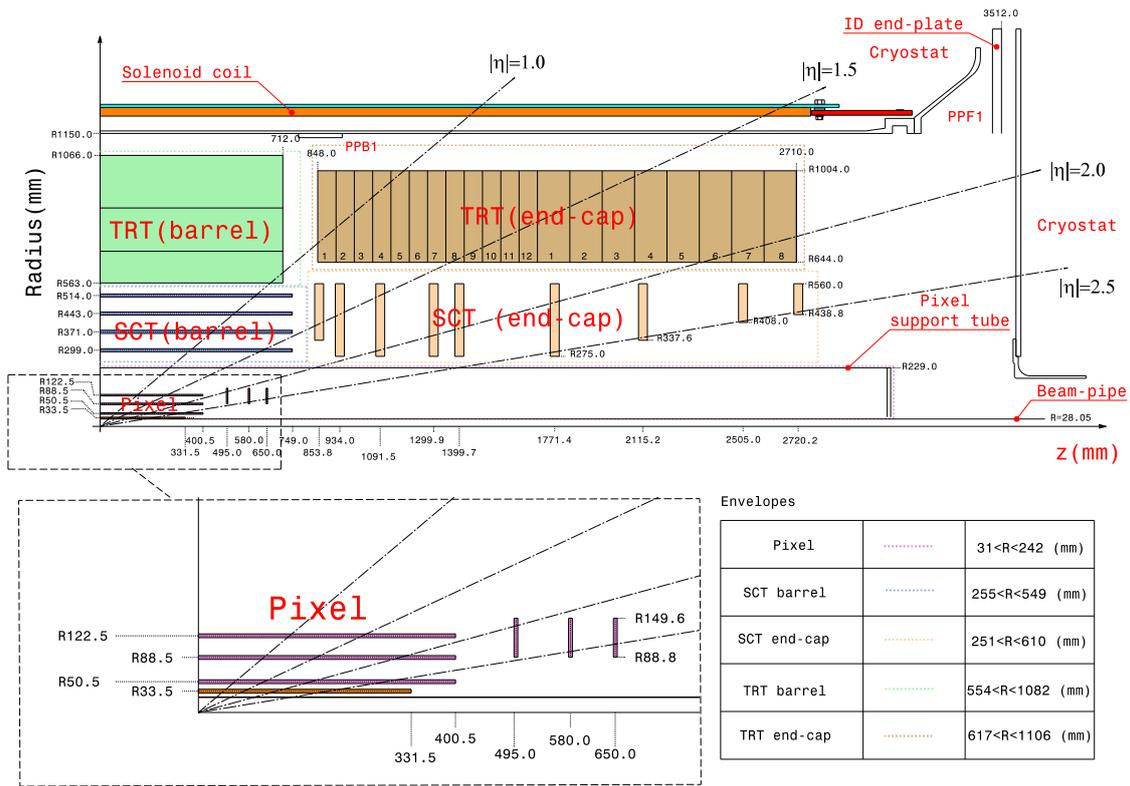 3512.0
ID end-plate
Cryostat
|η|=1.0
|η|=1.5
Solenoid coil
PPF1
R1150.0
712.0
PPB1
R1066.0
848.0
2710.0
R1004.0
|η|=2.0
Radius(mm)
TRT(barrel)
TRT(end-cap)
Cryostat
1 2 3 4 5 6 7 8 9 10 11 12 1 2 3 4 5 6 7 8
R644.0
R563.0
R560.0
|η|=2.5
R514.0
R443.0
R371.0
R299.0
SCT(barrel)
SCT (end-cap)
R438.8
R408.0
R337.6
R275.0
Pixel
support tube
R229.0
R122.5
R88.5
R50.5
R33.5
Pixel
Beam-pipe
R=28.05
400.5 580.0 749.0 934.0 1299.9 1771.4 2115.2 2505.0 2720.2
331.5 495.0 650.0 853.8 1091.5 1399.7
z(mm)
Pixel
R122.5
R88.5
R50.5
R33.5
R149.6
R88.8
400.5
331.5
495.0
580.0
650.0
Envelopes
Pixel 31<R<242 (mm)
SCT barrel 255<R<549 (mm)
SCT end-cap 251<R<610 (mm)
TRT barrel 554<R<1082 (mm)
TRT end-cap 617<R<1106 (mm)